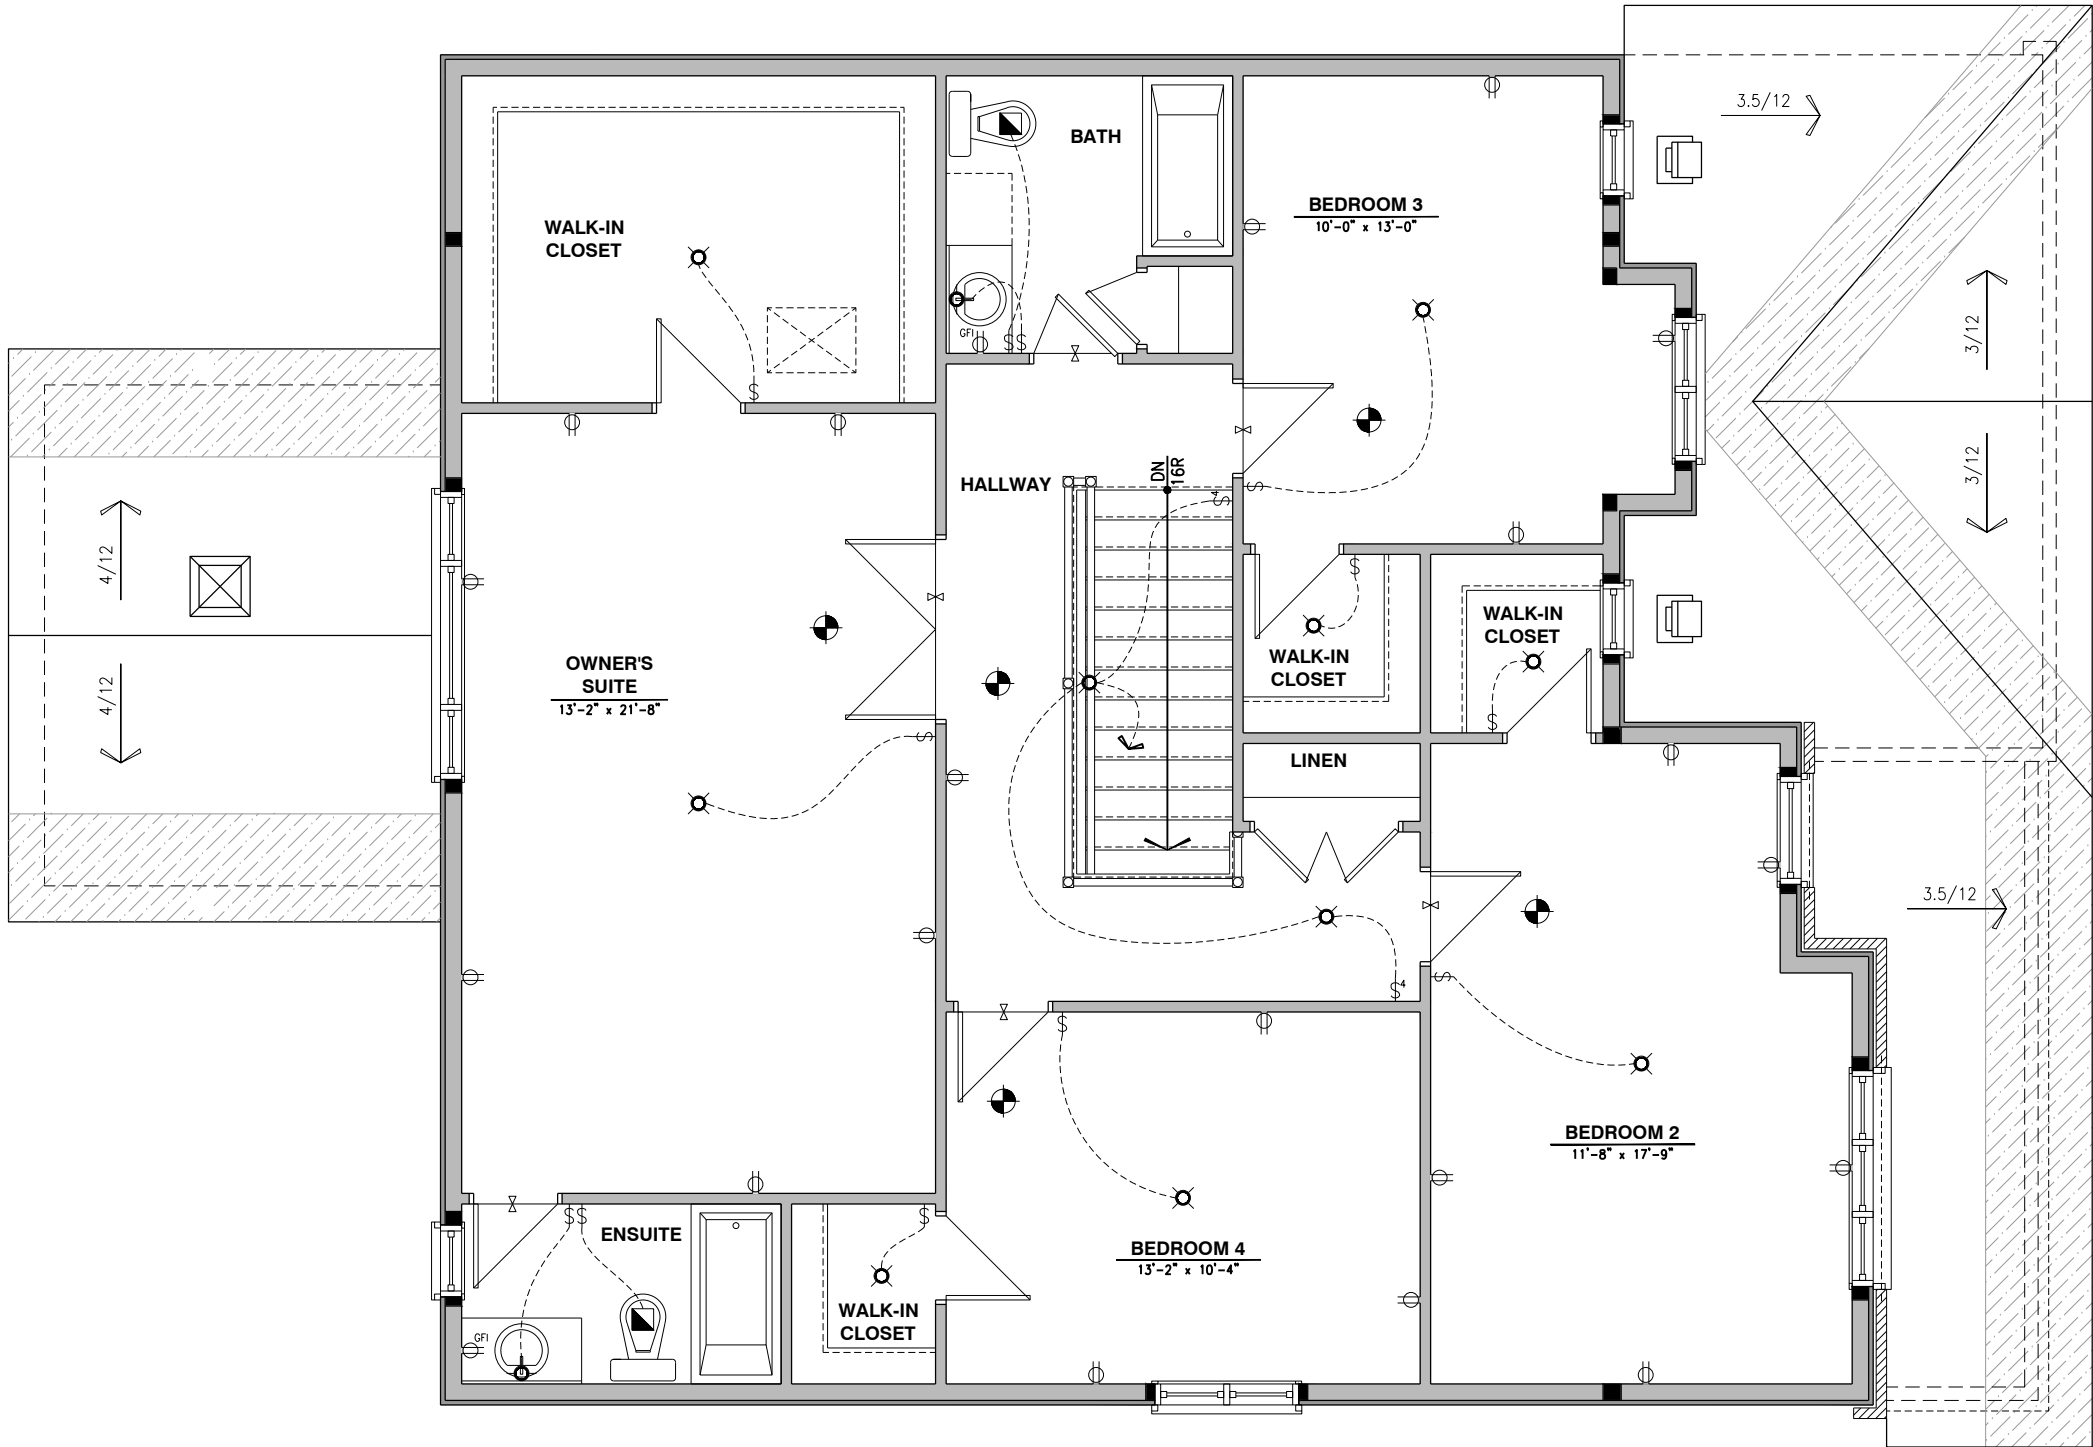 3.5/12
BATH
BEDROOM 3
10'-0" x 13'-0"
WALK-IN
CLOSET
S
GFI
S S
3/12
3/12
S
HALLWAY
DN
16R
S4
S
4/12
4/12
S
WALK-IN
CLOSET
WALK-IN
CLOSET
OWNER'S
SUITE
13'-2" x 21'-8"
S
S
LINEN
3.5/12
S
S4
S
BEDROOM 2
11'-8" x 17'-9"
S S
ENSUITE
S
BEDROOM 4
13'-2" x 10'-4"
WALK-IN
CLOSET
GFI